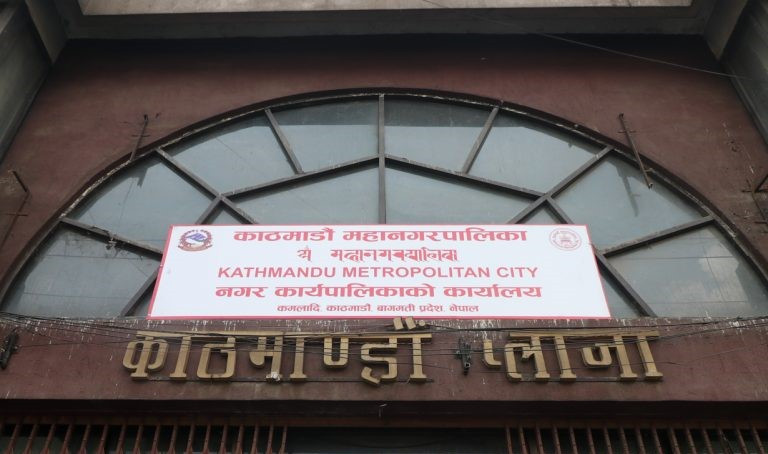 काठमाडौं महानगरपालिका
KATHMANDU METROPOLITAN CITY
नगर कार्यपालिकाको कार्यालय
कमलादि, काठमाडौं, बागमती प्रदेश, नेपाल
काठमाण्डौं प्लाजा